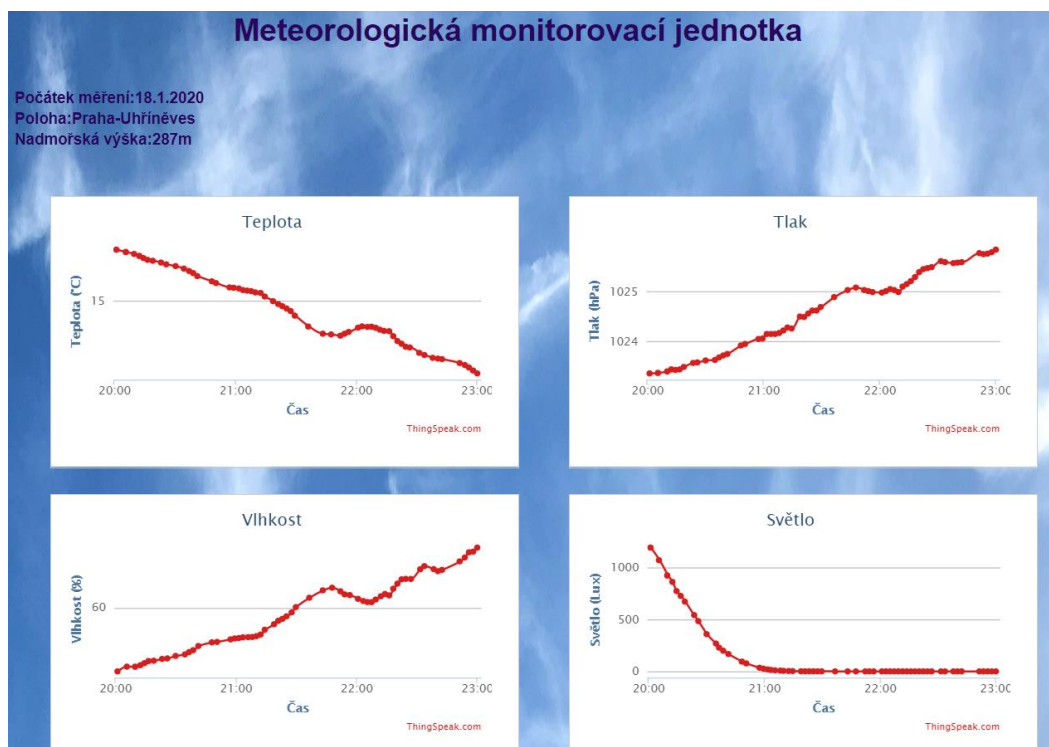 Meteorologická monitorovací jednotka
Počátek měření:18.1.2020
Poloha:Praha-Uhříněves
Nadmořská výška:287m
Teplota
Teplota (°C)
15
20:00 21:00 22:00 23:00
Čas
ThingSpeak.com
Tlak
Tlak (hPa)
1025
1024
20:00 21:00 22:00 23:00
Čas
ThingSpeak.com
Vlhkost
Vlhkost (%)
60
20:00 21:00 22:00 23:00
Čas
ThingSpeak.com
Světlo
Světlo (Lux)
1000
500
0
20:00 21:00 22:00 23:00
Čas
ThingSpeak.com